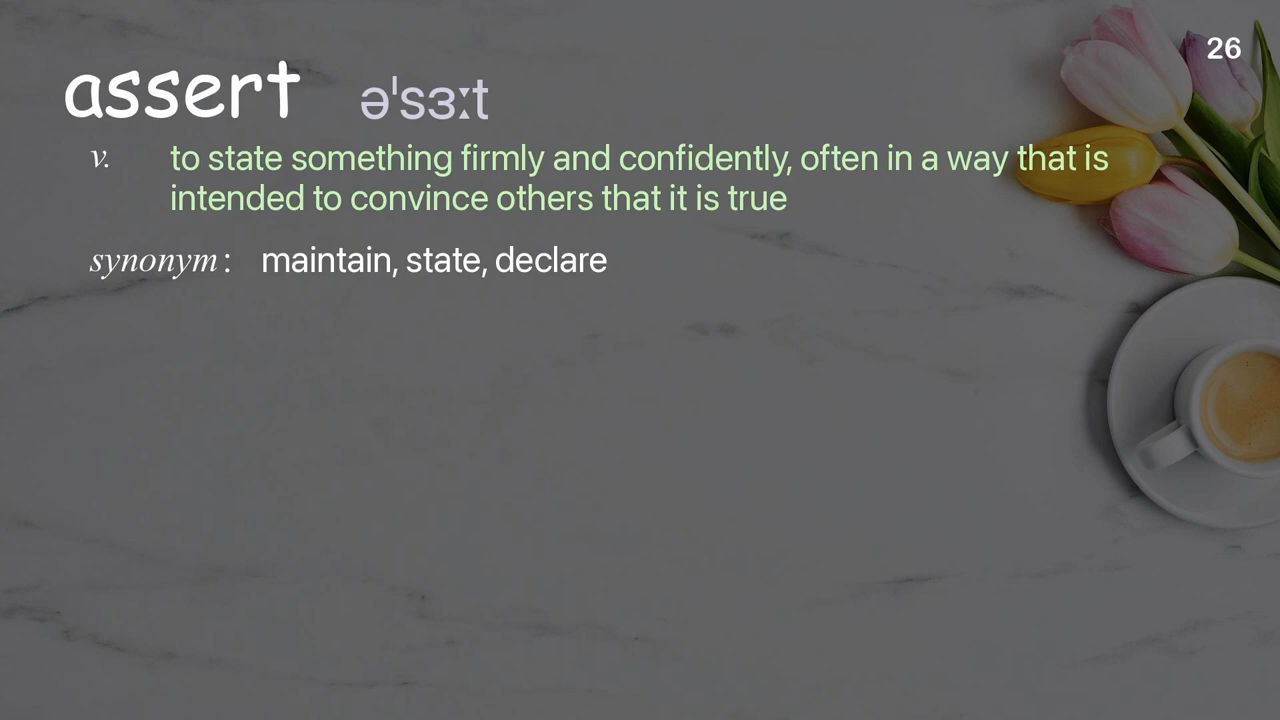 26
assert əˈsɜːt
v. to state something firmly and confidently, often in a way that is
intended to convince others that it is true
synonym : maintain, state, declare